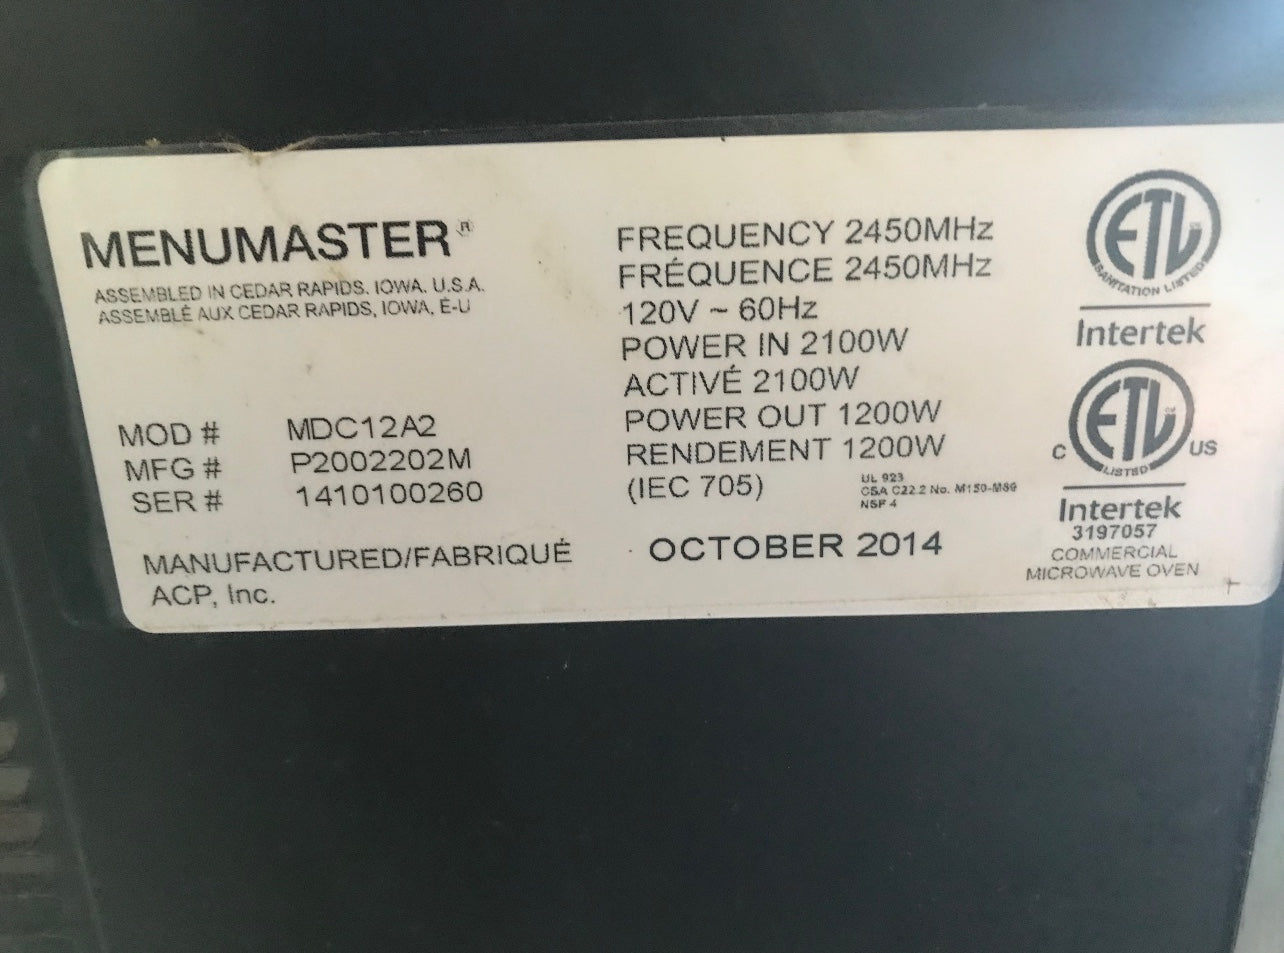 MENUMASTER®
ASSEMBLED IN CEDAR RAPIDS, IOWA, U.S.A.
ASSEMBLÉ AUX CEDAR RAPIDS, IOWA, É-U
MOD # MDC12A2
MFG # P2002202M
SER # 1410100260
MANUFACTURED/FABRIQUÉ
ACP, Inc.
FREQUENCY 2450MHz
FRÉQUENCE 2450MHz
120V ~ 60Hz
POWER IN 2100W
ACTIVÉ 2100W
POWER OUT 1200W
RENDEMENT 1200W
(IEC 705)
UL 923
CSA C22.2 No. M150-M89
NSF 4
OCTOBER 2014
ETL
SANITATION LISTED
Intertek
C ETL US
LISTED
Intertek
3197057
COMMERCIAL
MICROWAVE OVEN